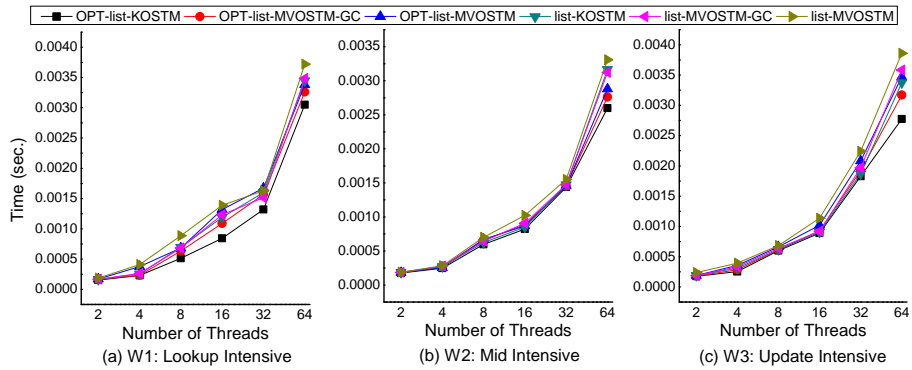 OPT-list-KOSTM OPT-list-MVOSTM-GC OPT-list-MVOSTM list-KOSTM list-MVOSTM-GC list-MVOSTM
Time (sec.)
0.0040
0.0035
0.0030
0.0025
0.0020
0.0015
0.0010
0.0005
0.0000
2 4 8 16 32 64
Number of Threads
(a) W1: Lookup Intensive
0.0035
0.0030
0.0025
0.0020
0.0015
0.0010
0.0005
0.0000
2 4 8 16 32 64
Number of Threads
(b) W2: Mid Intensive
0.0040
0.0035
0.0030
0.0025
0.0020
0.0015
0.0010
0.0005
0.0000
2 4 8 16 32 64
Number of Threads
(c) W3: Update Intensive